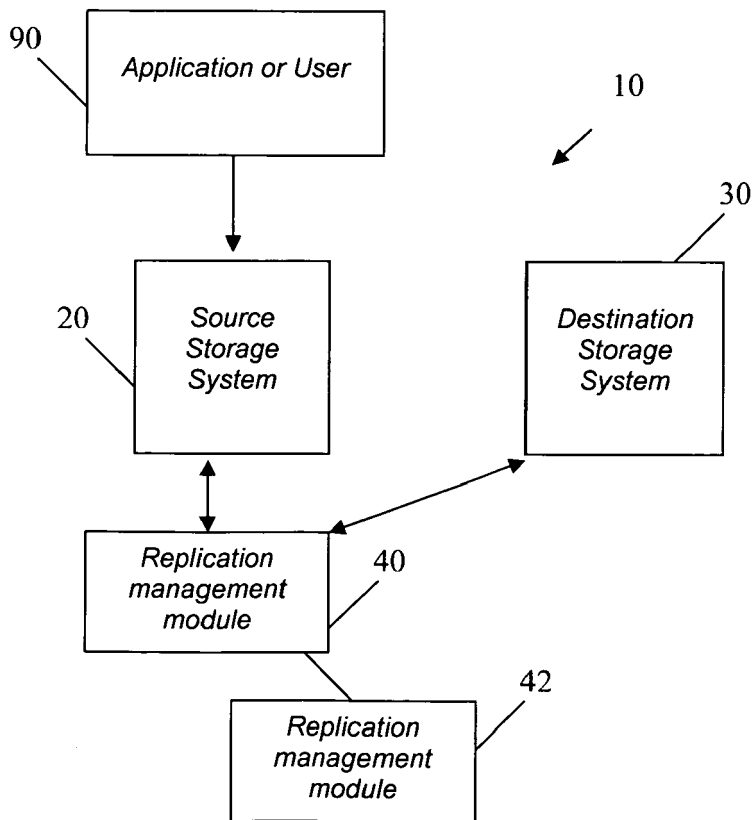 90
Application or User
10
30
20
Source
Storage
System
Destination
Storage
System
Replication
management
module
40
42
Replication
management
module